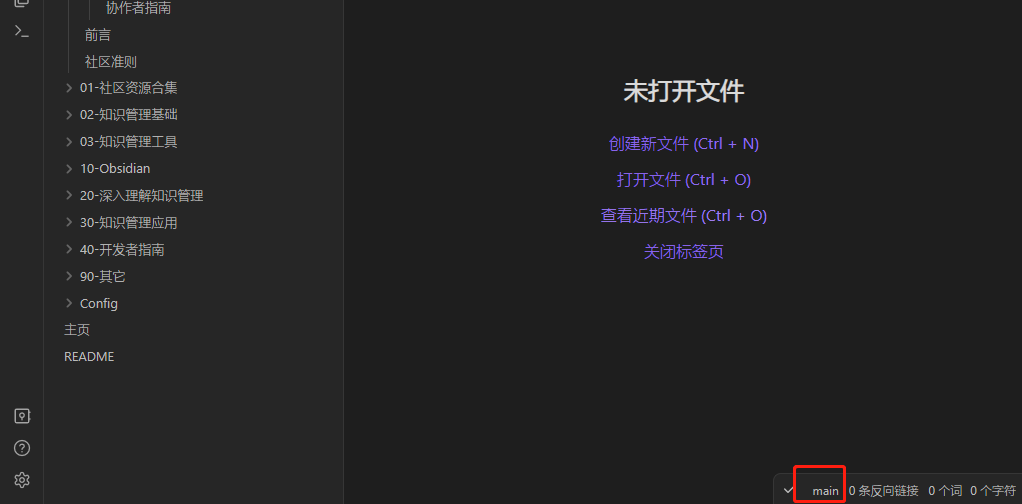 协作者指南
前言
社区准则
01-社区资源合集
02-知识管理基础
03-知识管理工具
10-Obsidian
20-深入理解知识管理
30-知识管理应用
40-开发者指南
90-其它
Config
主页
README
未打开文件
创建新文件 (Ctrl + N)
打开文件 (Ctrl + O)
查看近期文件 (Ctrl + O)
关闭标签页
main 0 条反向链接 0 个词 0 个字符